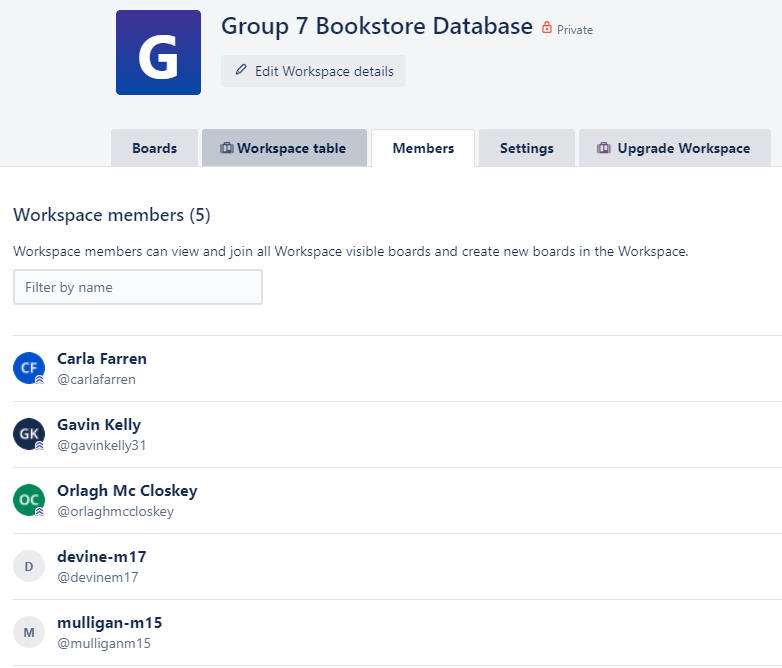 G
Group 7 Bookstore Database Private
Edit Workspace details
Boards Workspace table Members Settings Upgrade Workspace
Workspace members (5)
Workspace members can view and join all Workspace visible boards and create new boards in the Workspace.
Filter by name
CF
Carla Farren
@carlafarren
GK
Gavin Kelly
@gavinkelly31
OC
Orlagh Mc Closkey
@orlaghmccloskey
D
devine-m17
@devinem17
M
mulligan-m15
@mulliganm15